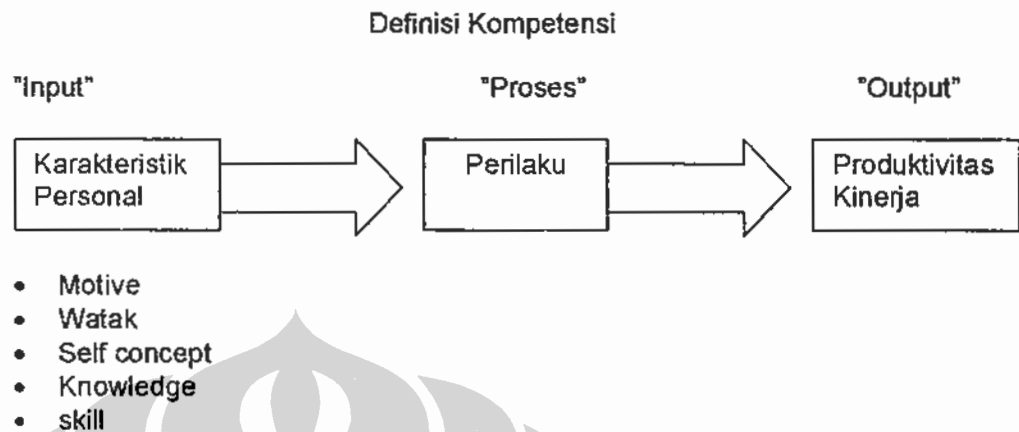 Definisi Kompetensi
"Input"
"Proses"
"Output"
Karakteristik
Personal
Perilaku
Produktivitas
Kinerja
• Motive
• Watak
• Self concept
• Knowledge
• skill